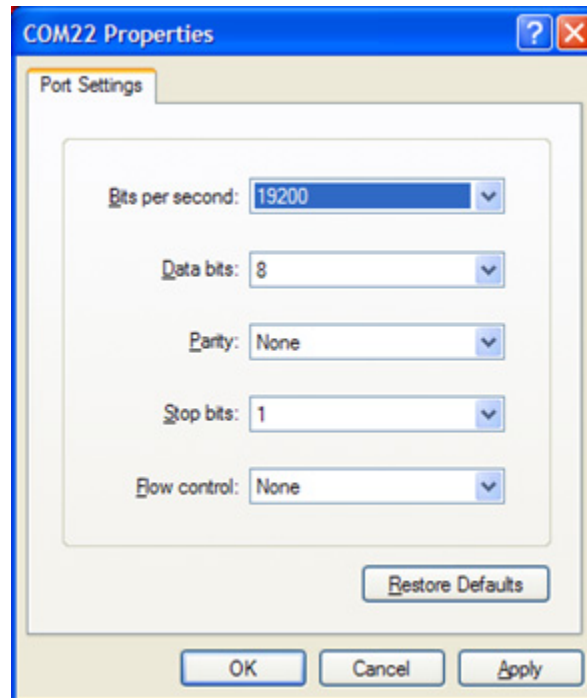 COM22 Properties
Port Settings
Bits per second: 19200
Data bits: 8
Parity: None
Stop bits: 1
Flow control: None
Restore Defaults
OK Cancel Apply